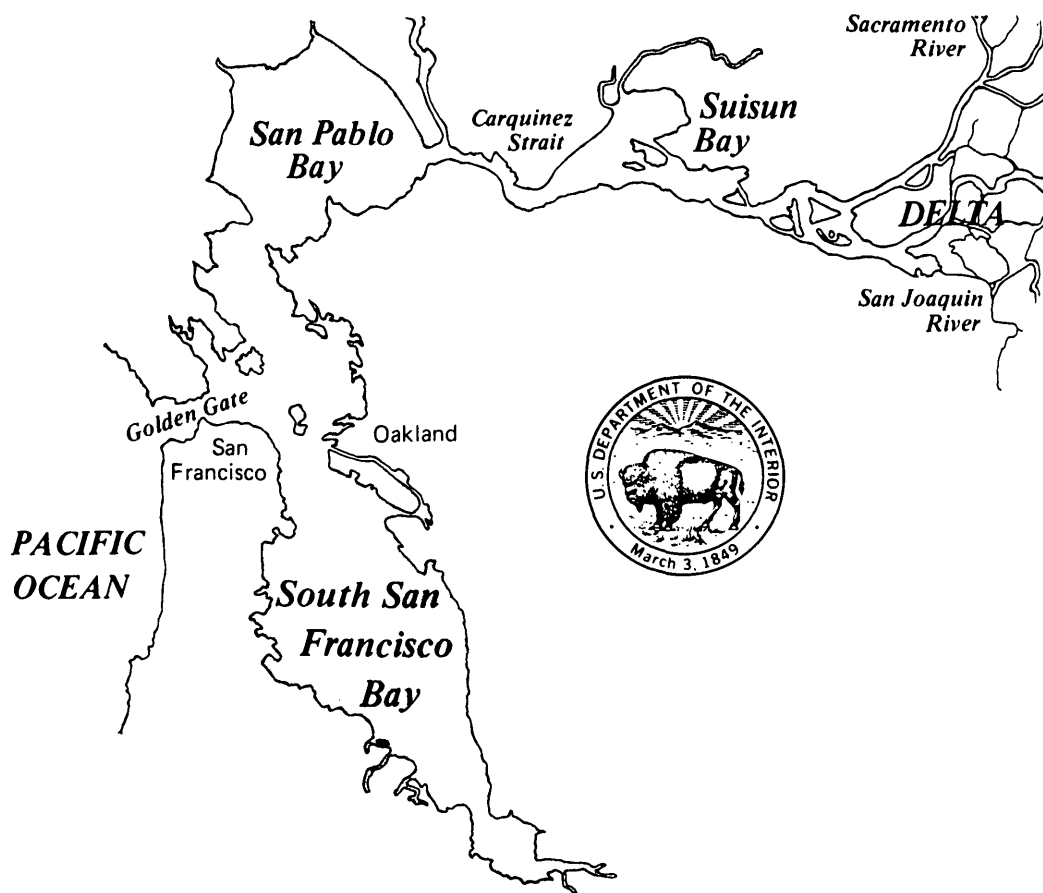 Sacramento
River
Carquinez
Strait
Suisun
Bay
San Pablo
Bay
DELTA
San Joaquin
River
Golden Gate
San
Francisco
Oakland
U.S. DEPARTMENT OF THE INTERIOR
March 3, 1849
PACIFIC
OCEAN
South San
Francisco
Bay